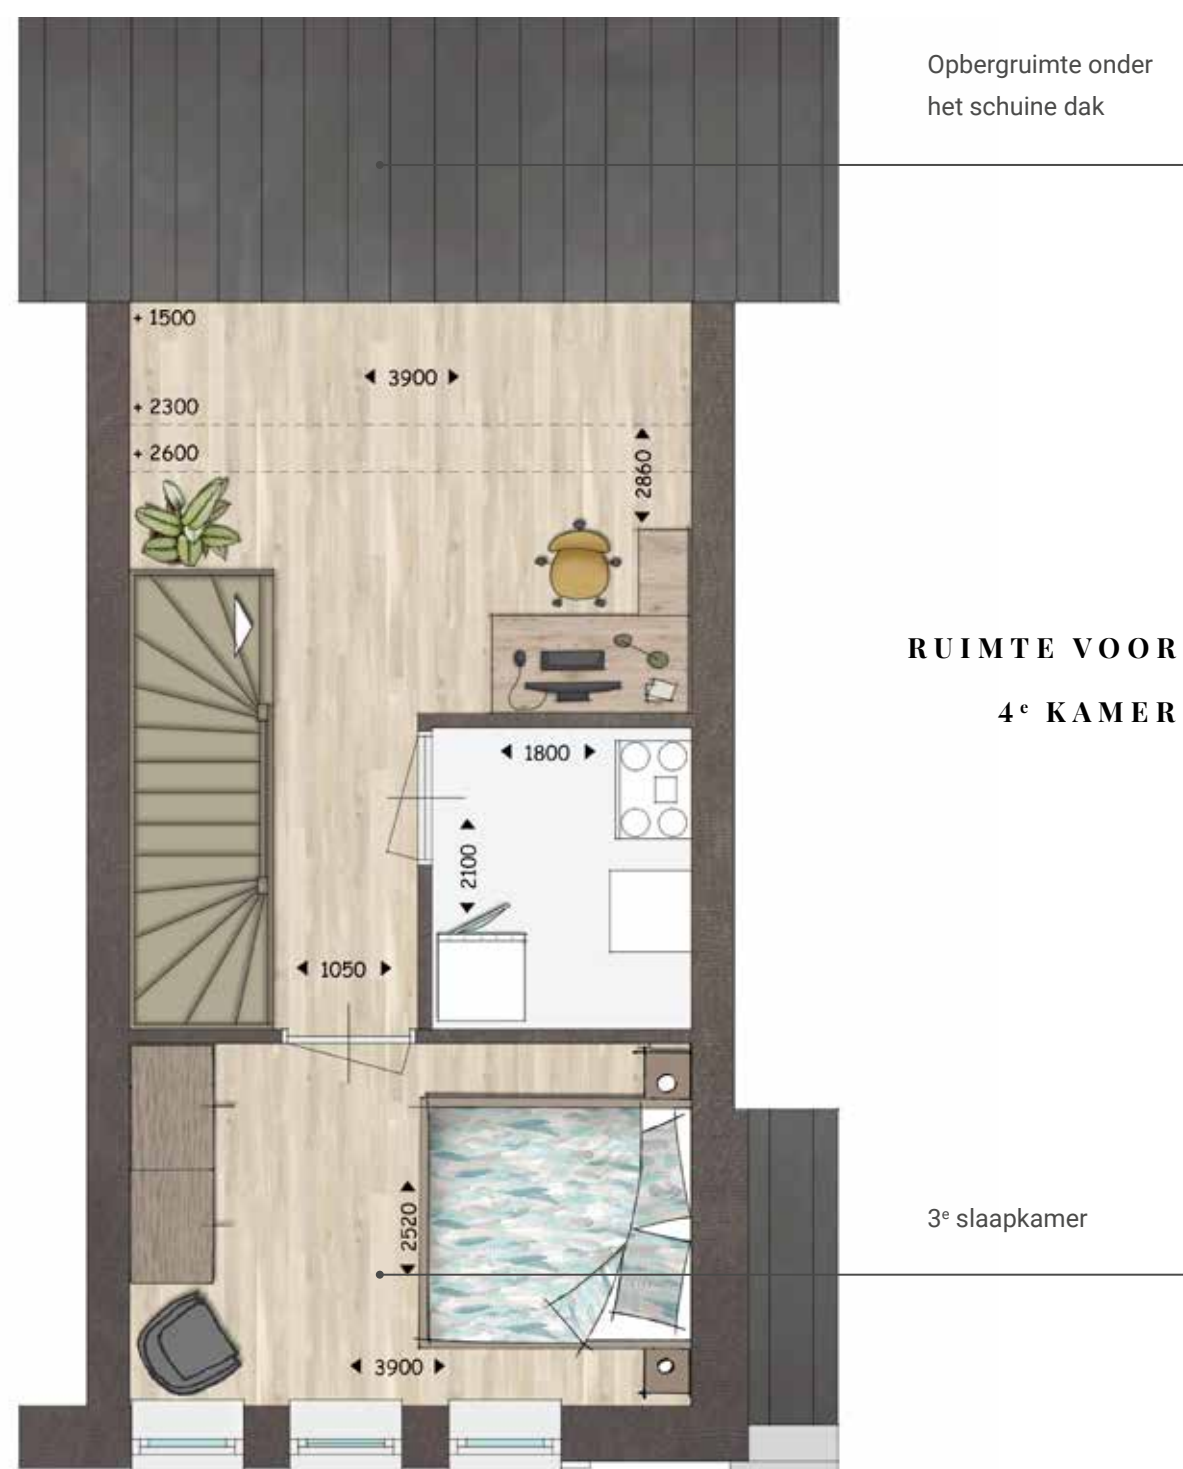 Opbergruimte onder
het schuine dak
+ 1500
3900
+ 2300
+ 2600
2860
RUIMTE VOOR
4e KAMER
1800
2100
1050
3e slaapkamer
2520
3900